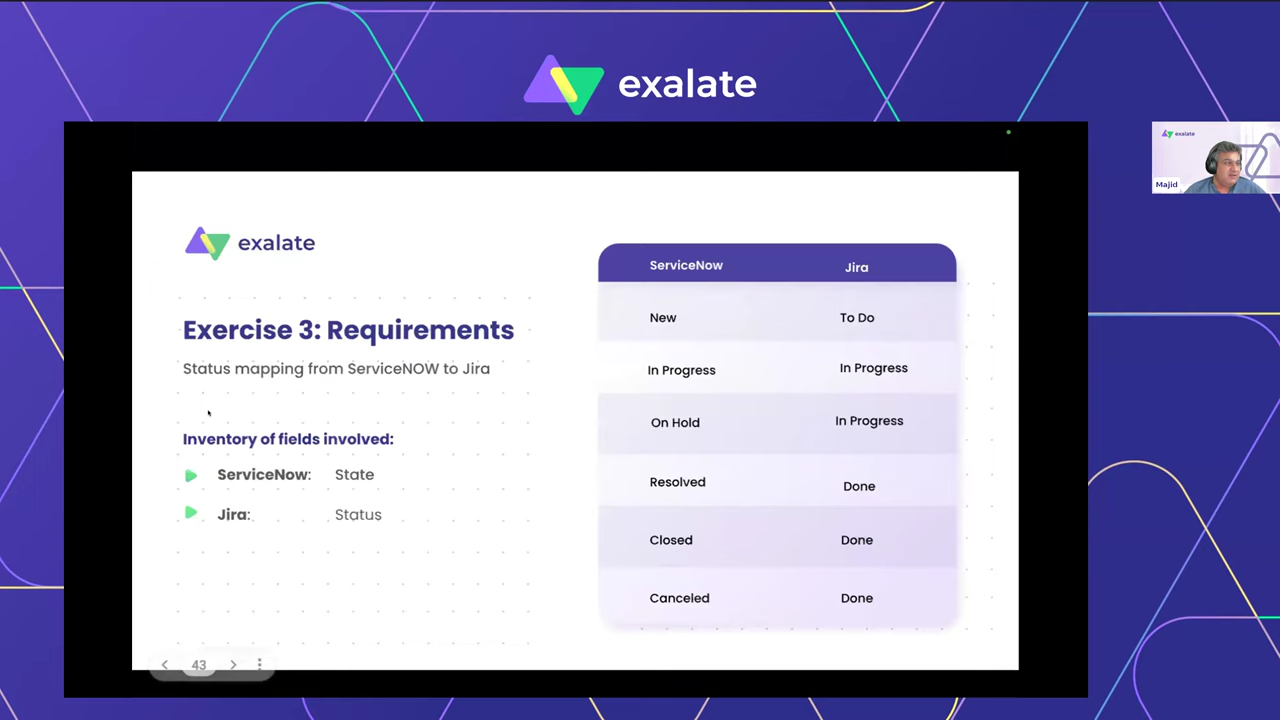 exalate
exalate
Majid
exalate
Exercise 3: Requirements
Status mapping from ServiceNOW to Jira
Inventory of fields involved:
ServiceNow: State
Jira: Status
ServiceNow Jira
New To Do
In Progress In Progress
On Hold In Progress
Resolved Done
Closed Done
Canceled Done
43